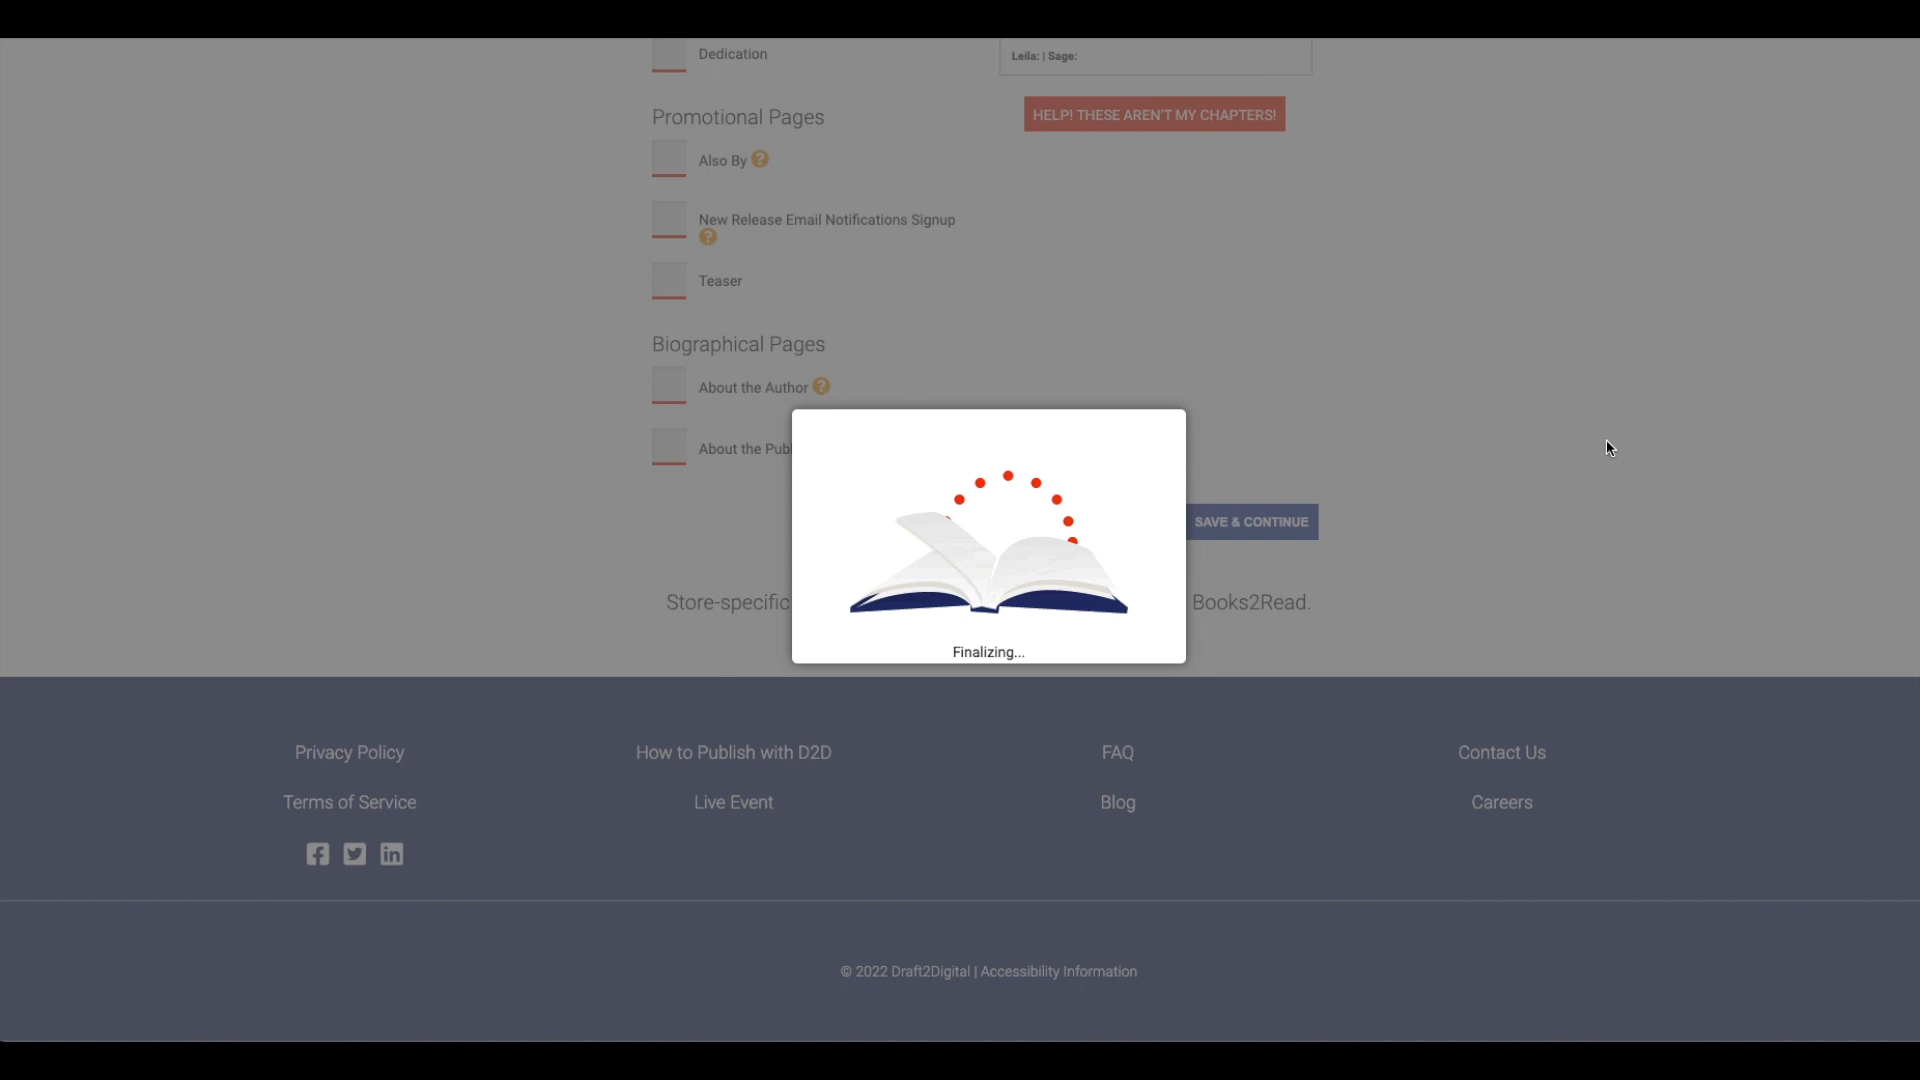 Dedication
Leila: | Sage:
Promotional Pages
HELP! THESE AREN'T MY CHAPTERS!
Also By ?
New Release Email Notifications Signup
?
Teaser
Biographical Pages
About the Author ?
About the Publ
SAVE & CONTINUE
Store-specific
Books2Read.
Finalizing...
Privacy Policy
How to Publish with D2D
FAQ
Contact Us
Terms of Service
Live Event
Blog
Careers
© 2022 Draft2Digital | Accessibility Information